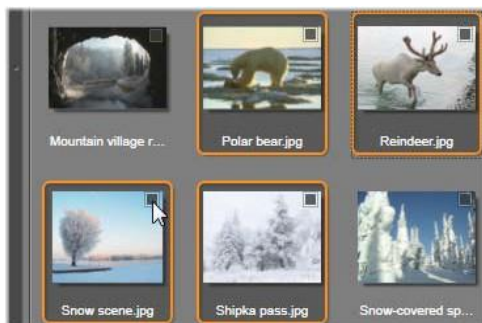 Mountain village r...
Polar bear.jpg
Reindeer.jpg
Snow scene.jpg
Shipka pass.jpg
Snow-covered sp...